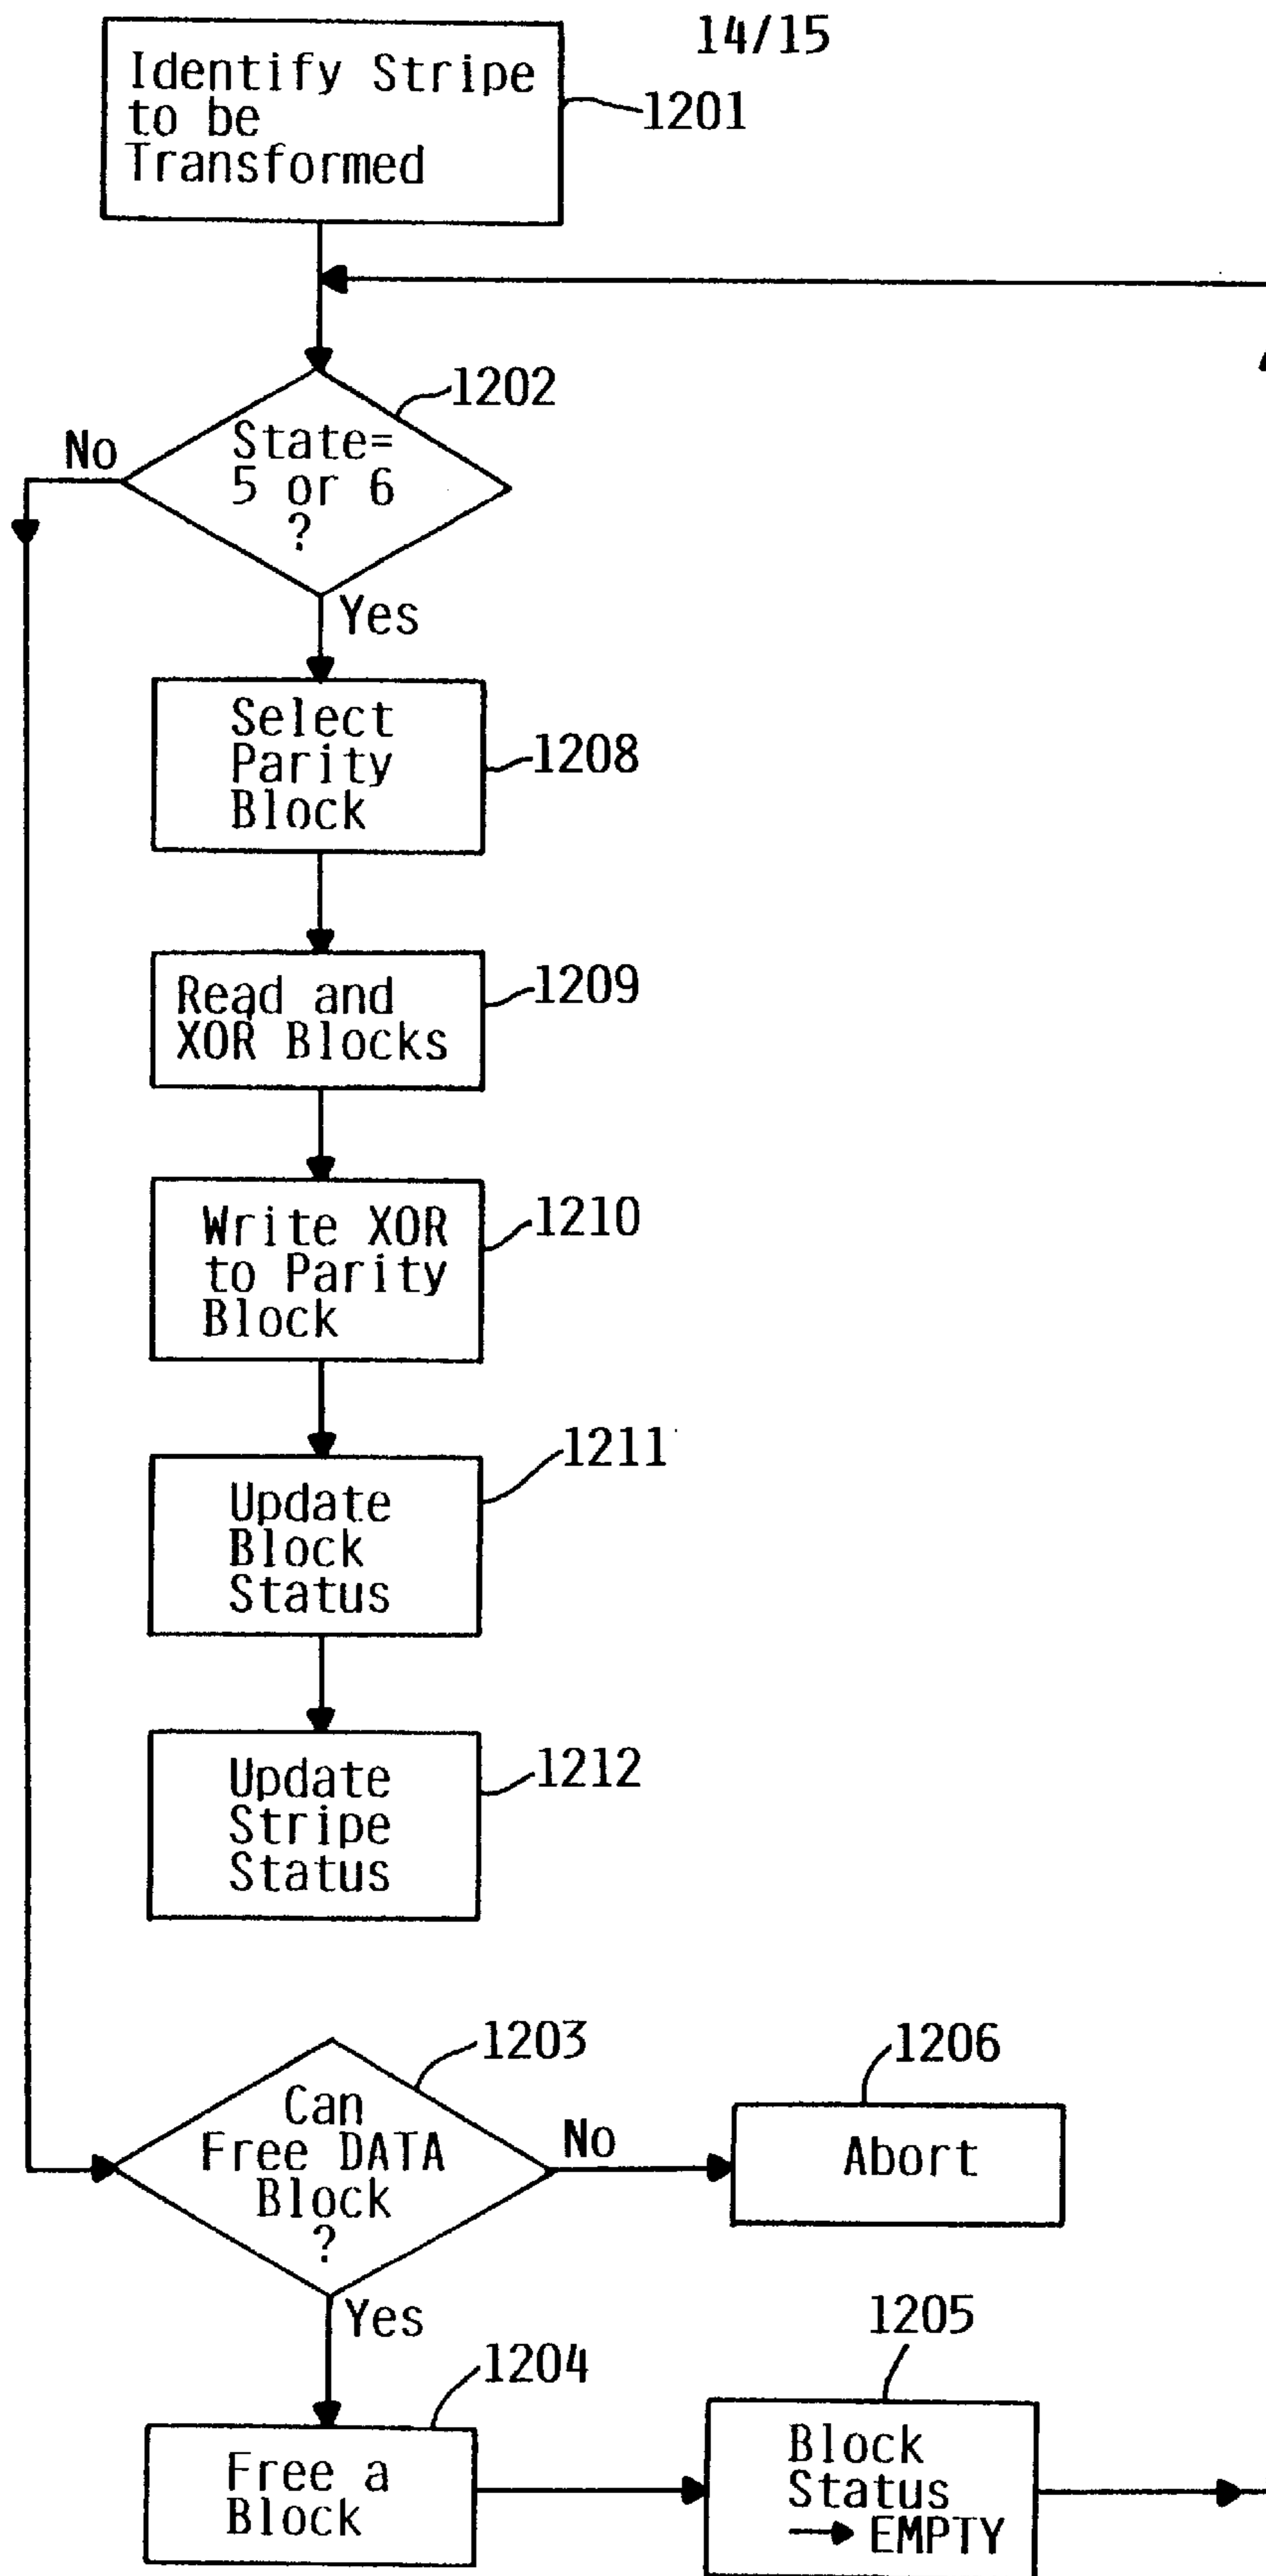 14/15
Identify Stripe
to be
Transformed
1201
1202
No
State=
5 or 6
?
Yes
Select
Parity
Block
1208
Read and
XOR Blocks
1209
Write XOR
to Parity
Block
1210
Update
Block
Status
1211
Update
Stripe
Status
1212
1203
Can
Free DATA
Block
?
No
1206
Abort
Yes
1204
Free a
Block
1205
Block
Status
→ EMPTY